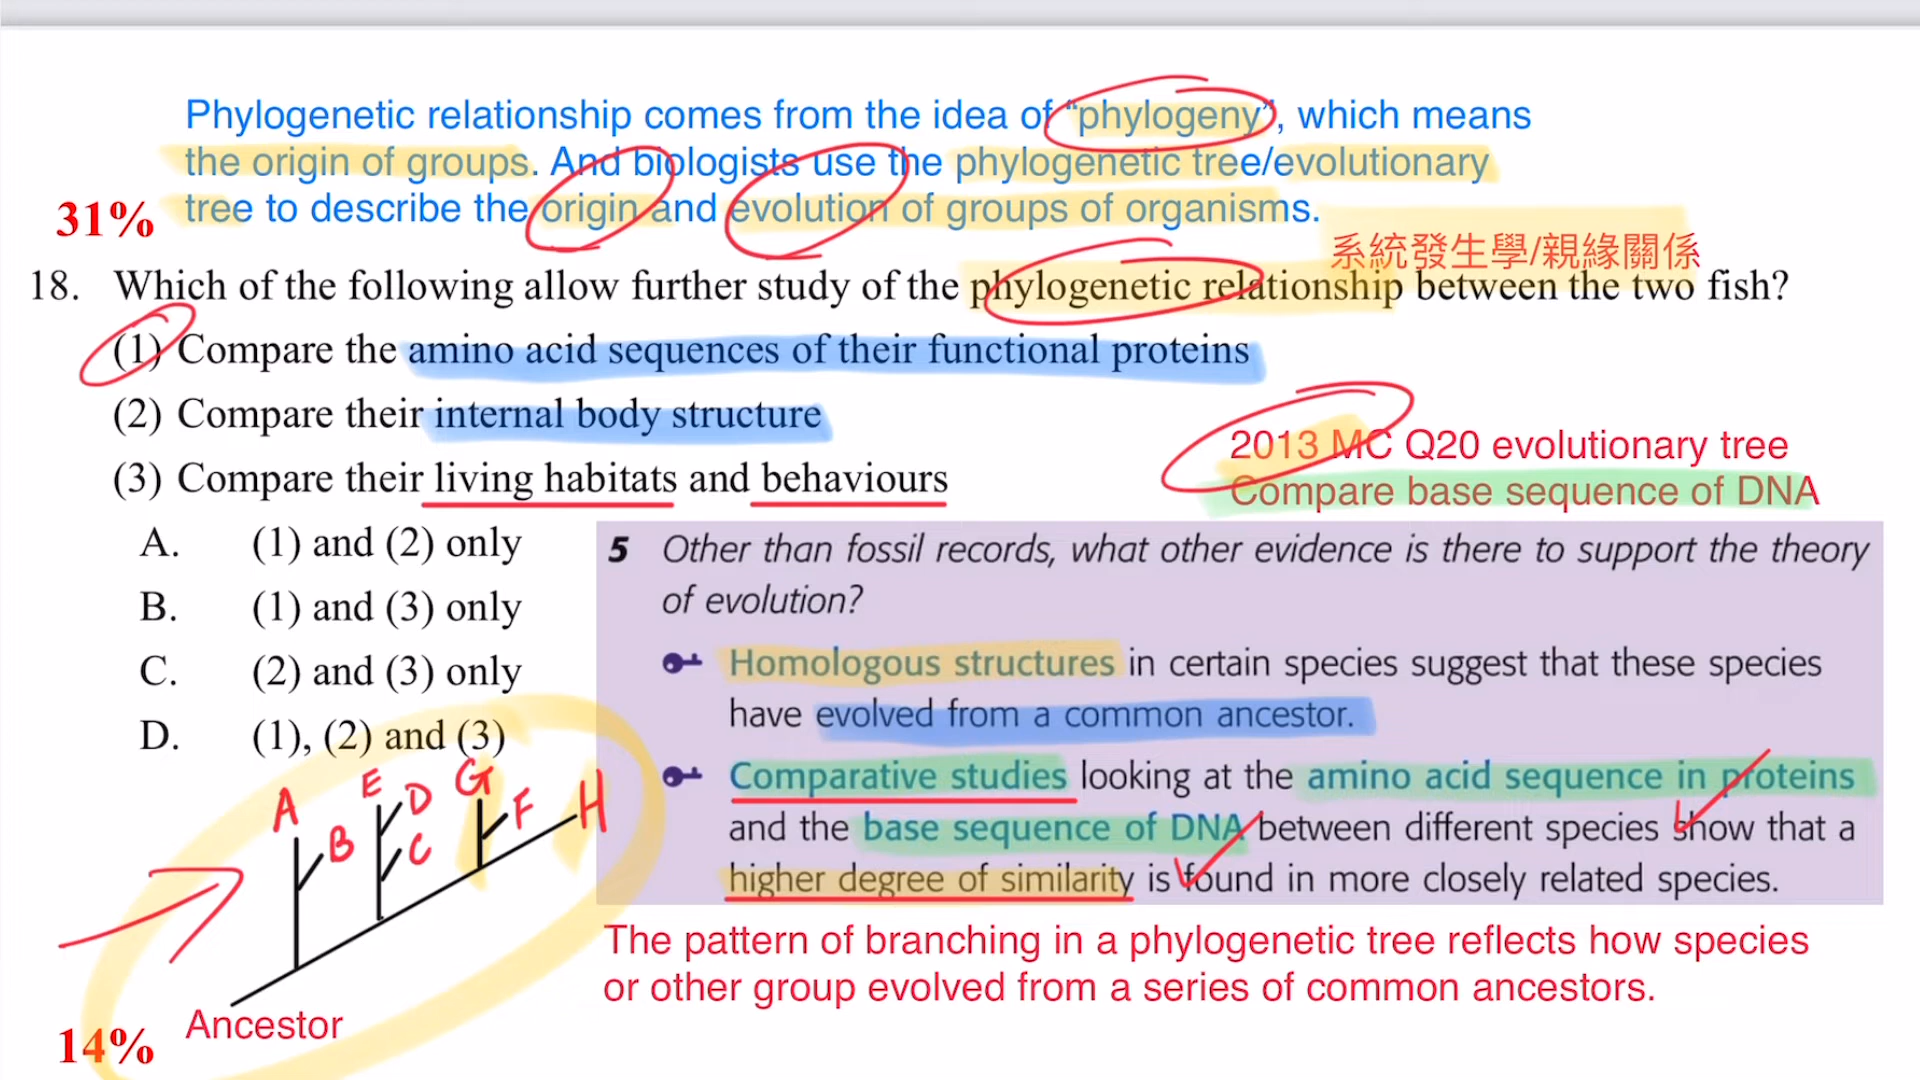 Phylogenetic relationship comes from the idea of “phylogeny”, which means
the origin of groups. And biologists use the phylogenetic tree/evolutionary
31% tree to describe the origin and evolution of groups of organisms.
系統發生學/親緣關係
18. Which of the following allow further study of the phylogenetic relationship between the two fish?
(1) Compare the amino acid sequences of their functional proteins
(2) Compare their internal body structure
2013 MC Q20 evolutionary tree
(3) Compare their living habitats and behaviours
Compare base sequence of DNA
A. (1) and (2) only
B. (1) and (3) only
C. (2) and (3) only
D. (1), (2) and (3)
5 Other than fossil records, what other evidence is there to support the theory
of evolution?
Homologous structures in certain species suggest that these species
have evolved from a common ancestor.
Comparative studies looking at the amino acid sequence in proteins
and the base sequence of DNA between different species show that a
higher degree of similarity is found in more closely related species.
A B E D C G F H
Ancestor
14%
The pattern of branching in a phylogenetic tree reflects how species
or other group evolved from a series of common ancestors.